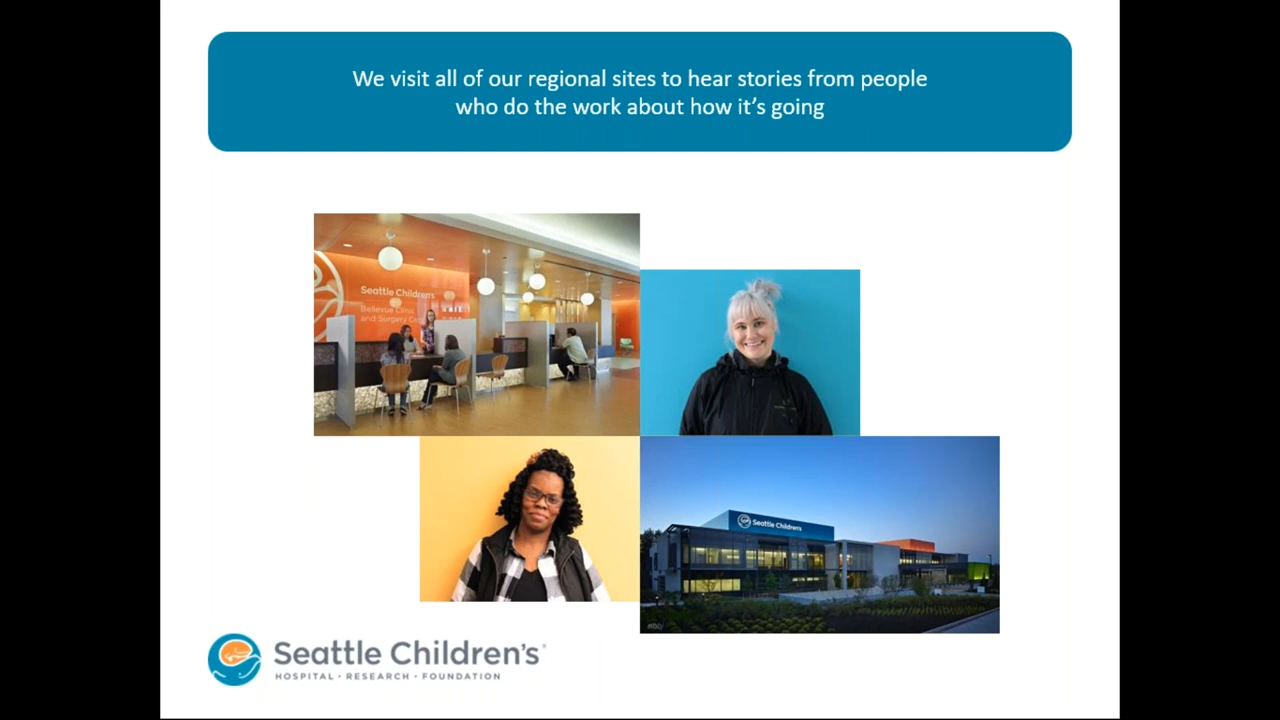 We visit all of our regional sites to hear stories from people
who do the work about how it’s going
Seattle Children's
Bellevue Clinic
and Surgery Ce
Seattle Children's
Seattle Children's®
HOSPITAL • RESEARCH • FOUNDATION